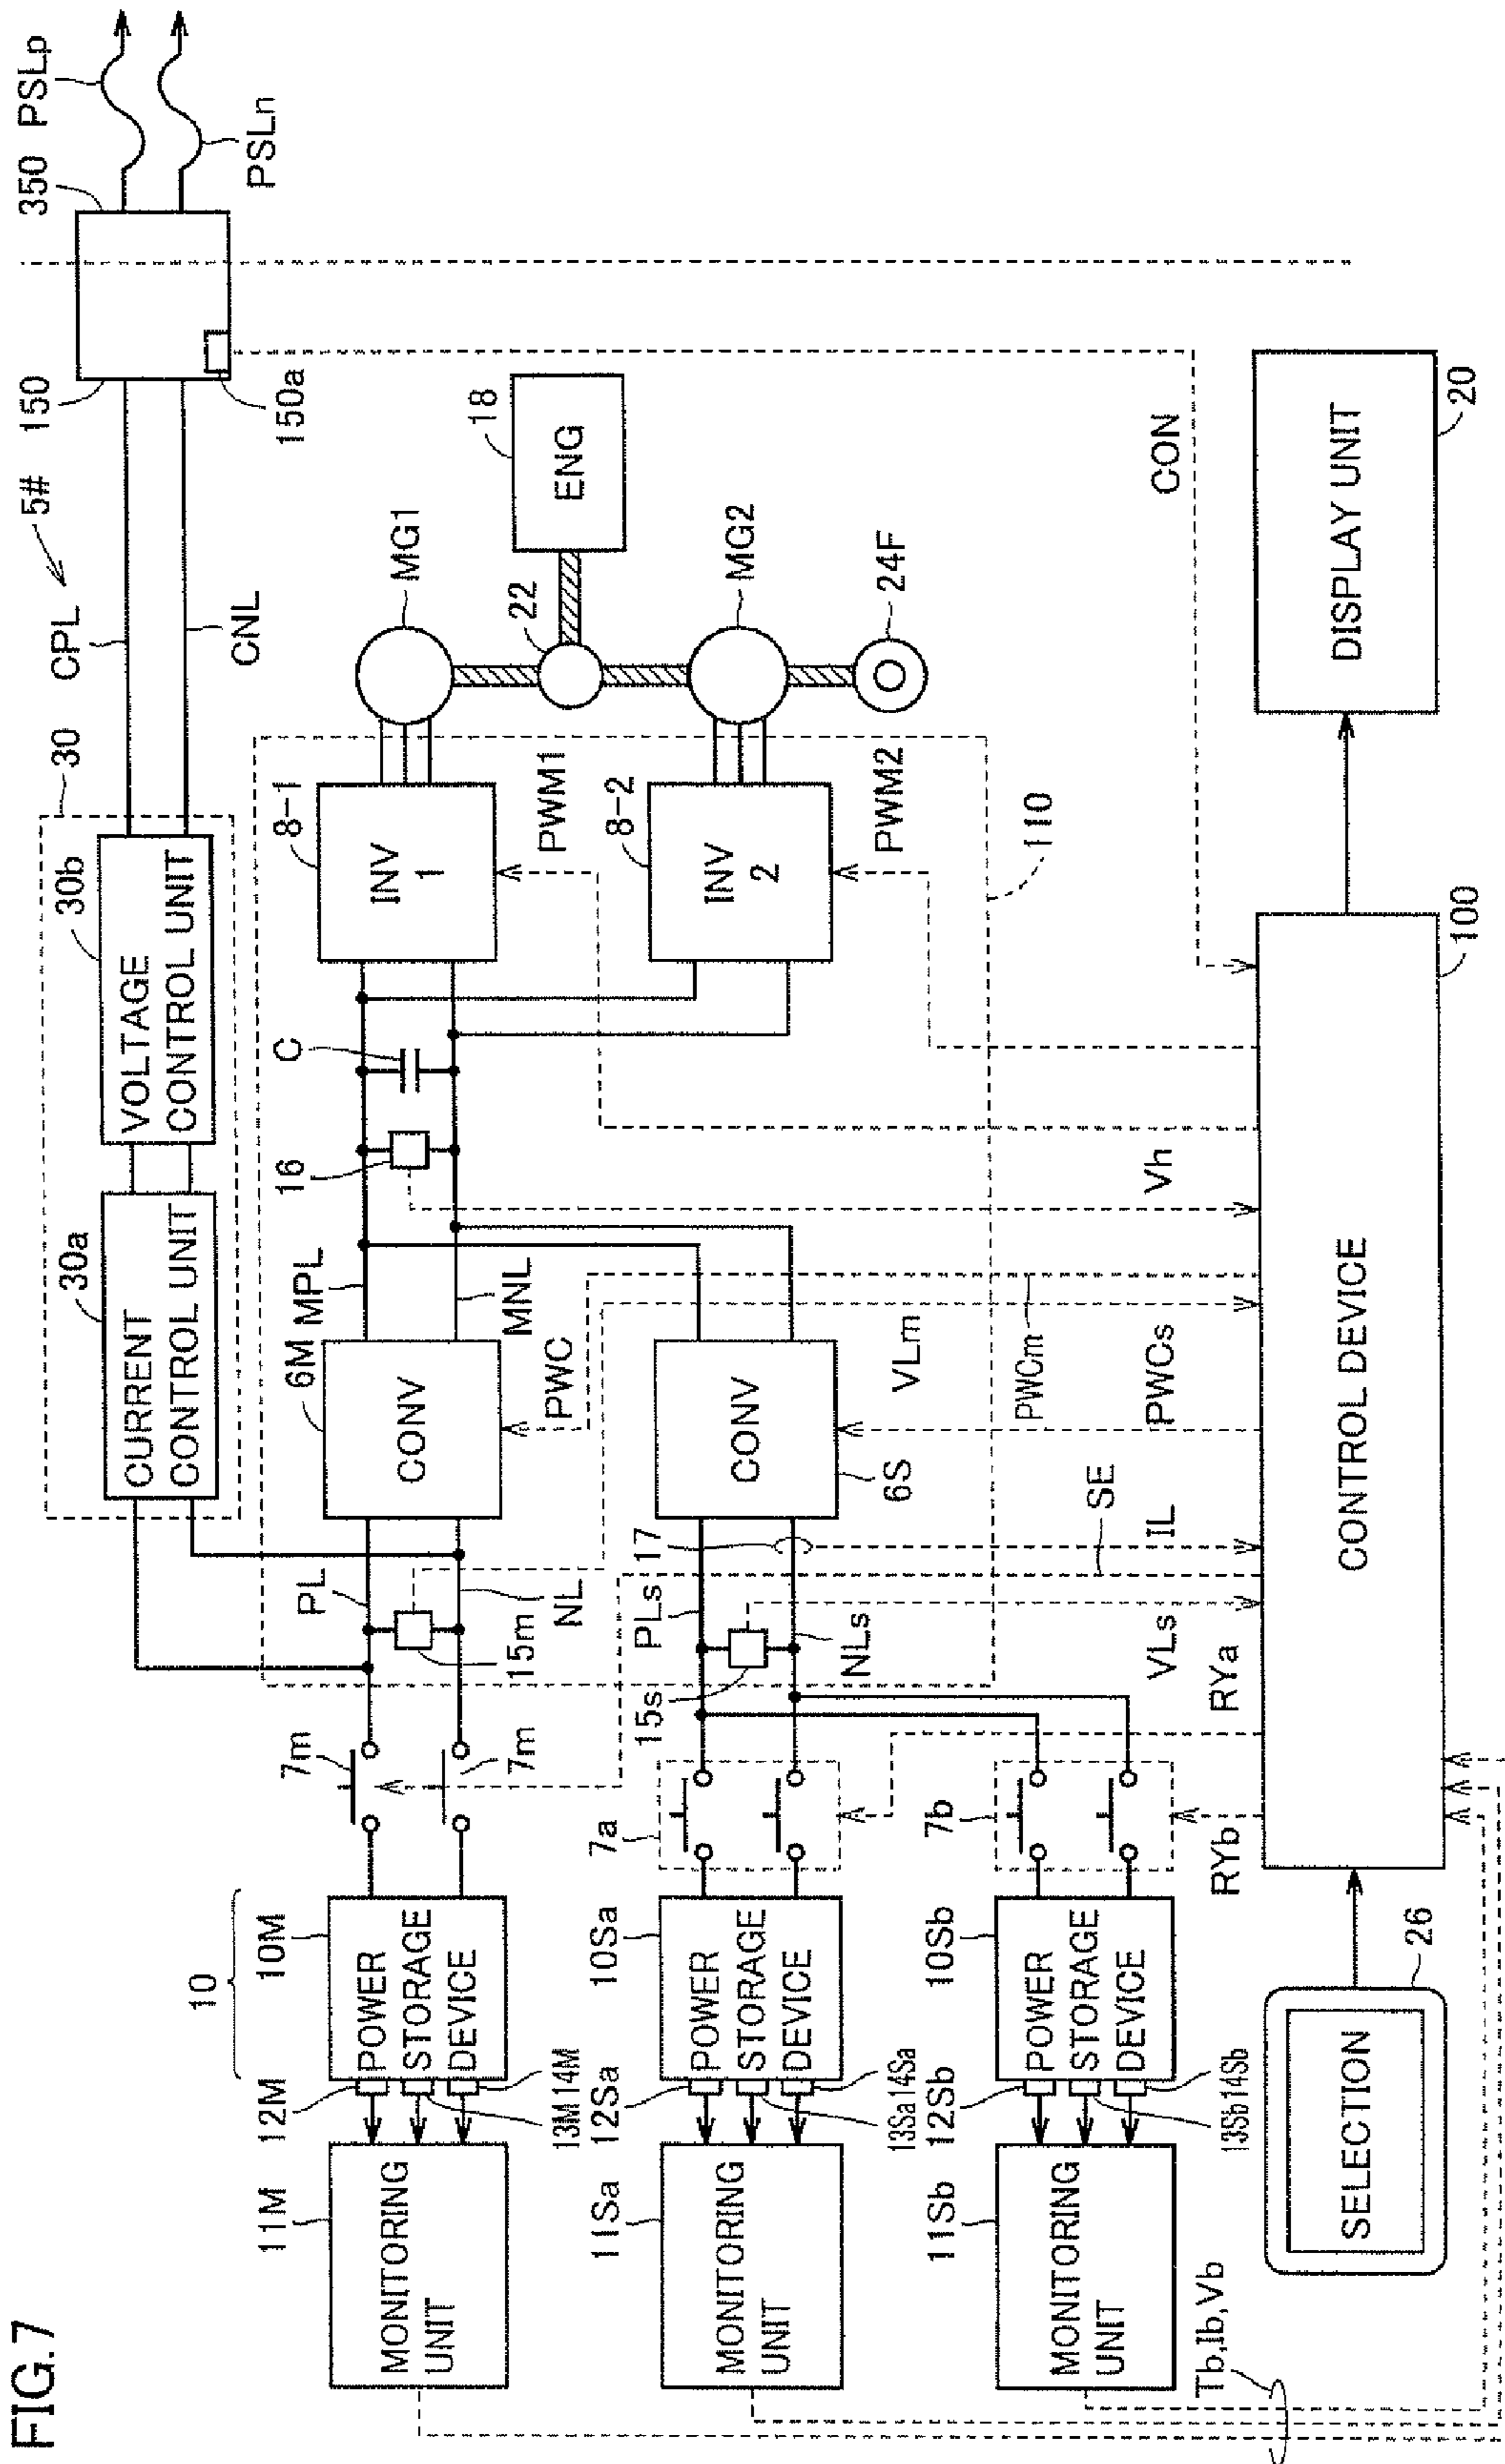 FIG.7
PSLp
PSLn
350
150
150a
5#
CPL
CNL
30
30b
VOLTAGE
CONTROL UNIT
30a
CURRENT
CONTROL UNIT
18
ENG
MG1
22
MG2
24F
8-1
INV
1
PWM1
8-2
INV
2
PWM2
110
C
16
MPL
MNL
6M
CONV
PWC
CONV
6S
PL
NL
15m
PLs
NLs
15s
17
7m
7m
7a
7b
10
10M
POWER
STORAGE
DEVICE
12M
13M
14M
11M
MONITORING
UNIT
10Sa
POWER
STORAGE
DEVICE
12Sa
13Sa
14Sa
11Sa
MONITORING
UNIT
10Sb
POWER
STORAGE
DEVICE
12Sb
13Sb
14Sb
11Sb
MONITORING
UNIT
CON
Vh
VLm
PWCm
PWCs
SE
IL
VLs
RYa
RYb
Tb,Ib,Vb
CONTROL DEVICE
100
DISPLAY UNIT
20
SELECTION
26